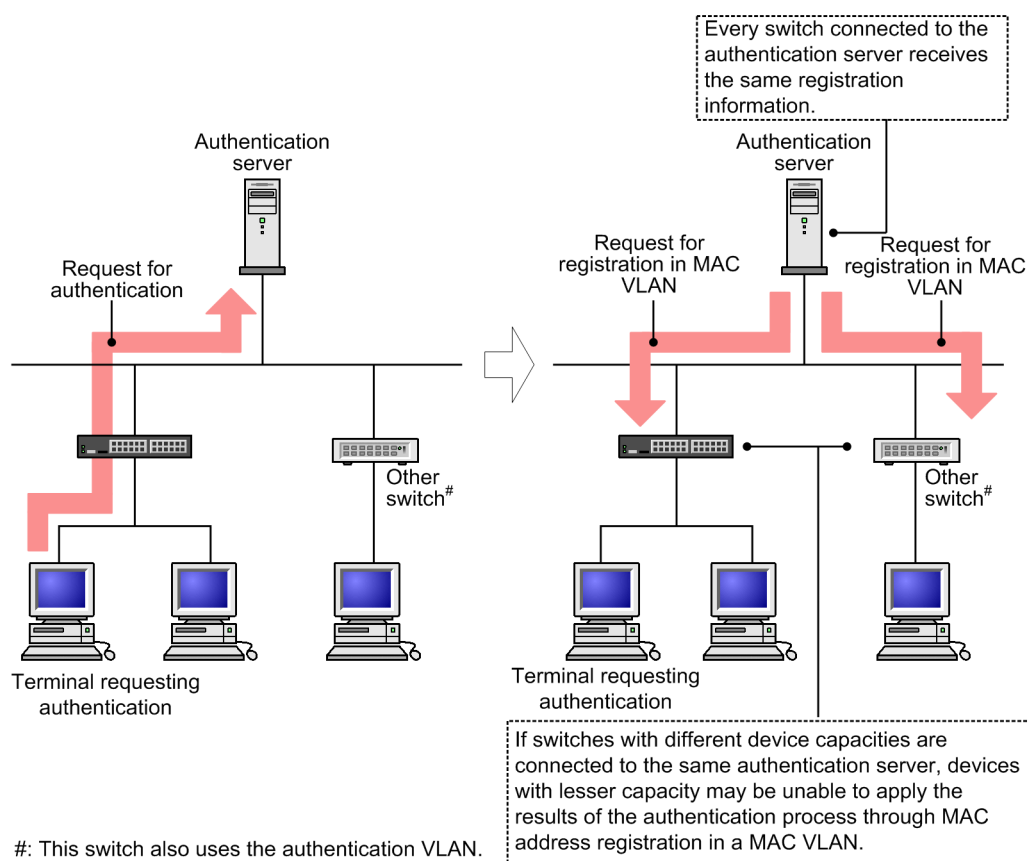 Every switch connected to the
authentication server receives
the same registration
information.
Authentication
server
Request for
authentication
Other
switch#
Terminal requesting
authentication
Authentication
server
Request for
registration in MAC
VLAN
Request for
registration in MAC
VLAN
Other
switch#
Terminal requesting
authentication
If switches with different device capacities are
connected to the same authentication server, devices
with lesser capacity may be unable to apply the
results of the authentication process through MAC
address registration in a MAC VLAN.
#: This switch also uses the authentication VLAN.